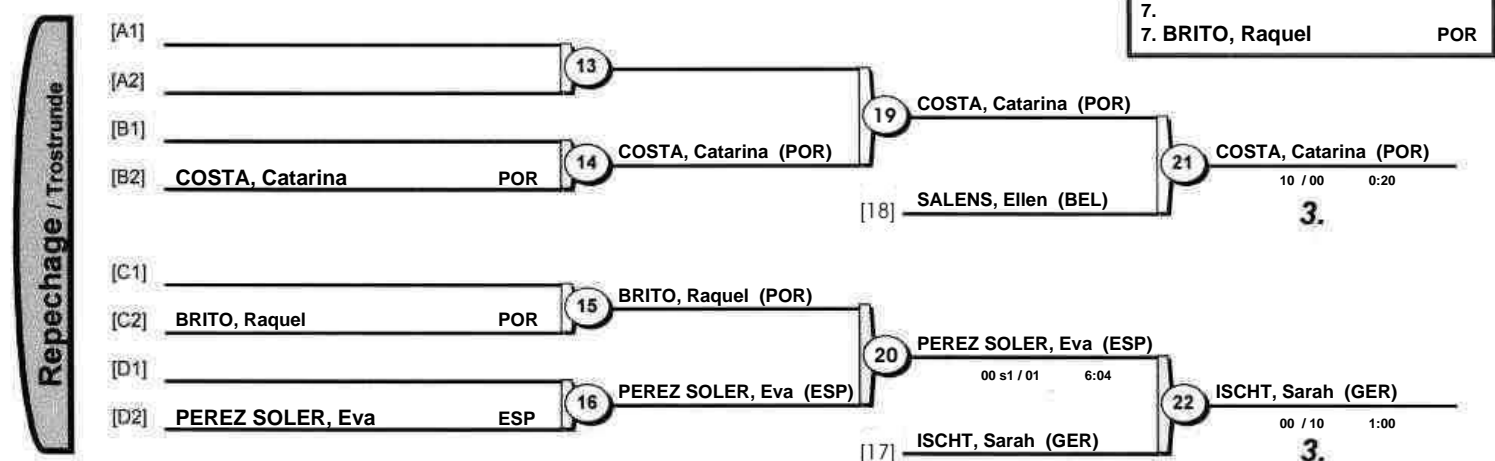 7.
7. BRITO, Raquel POR
Repechage / Trostrunde
[A1]
13
[A2]
19 COSTA, Catarina (POR)
[B1]
14 COSTA, Catarina (POR)
21 COSTA, Catarina (POR)
[B2] COSTA, Catarina POR
10 / 00 0:20
[18] SALENS, Ellen (BEL)
3.
[C1]
15 BRITO, Raquel (POR)
[C2] BRITO, Raquel POR
20 PEREZ SOLER, Eva (ESP)
[D1]
00 s1 / 01 6:04
16 PEREZ SOLER, Eva (ESP)
22 ISCHT, Sarah (GER)
[D2] PEREZ SOLER, Eva ESP
00 / 10 1:00
[17] ISCHT, Sarah (GER)
3.